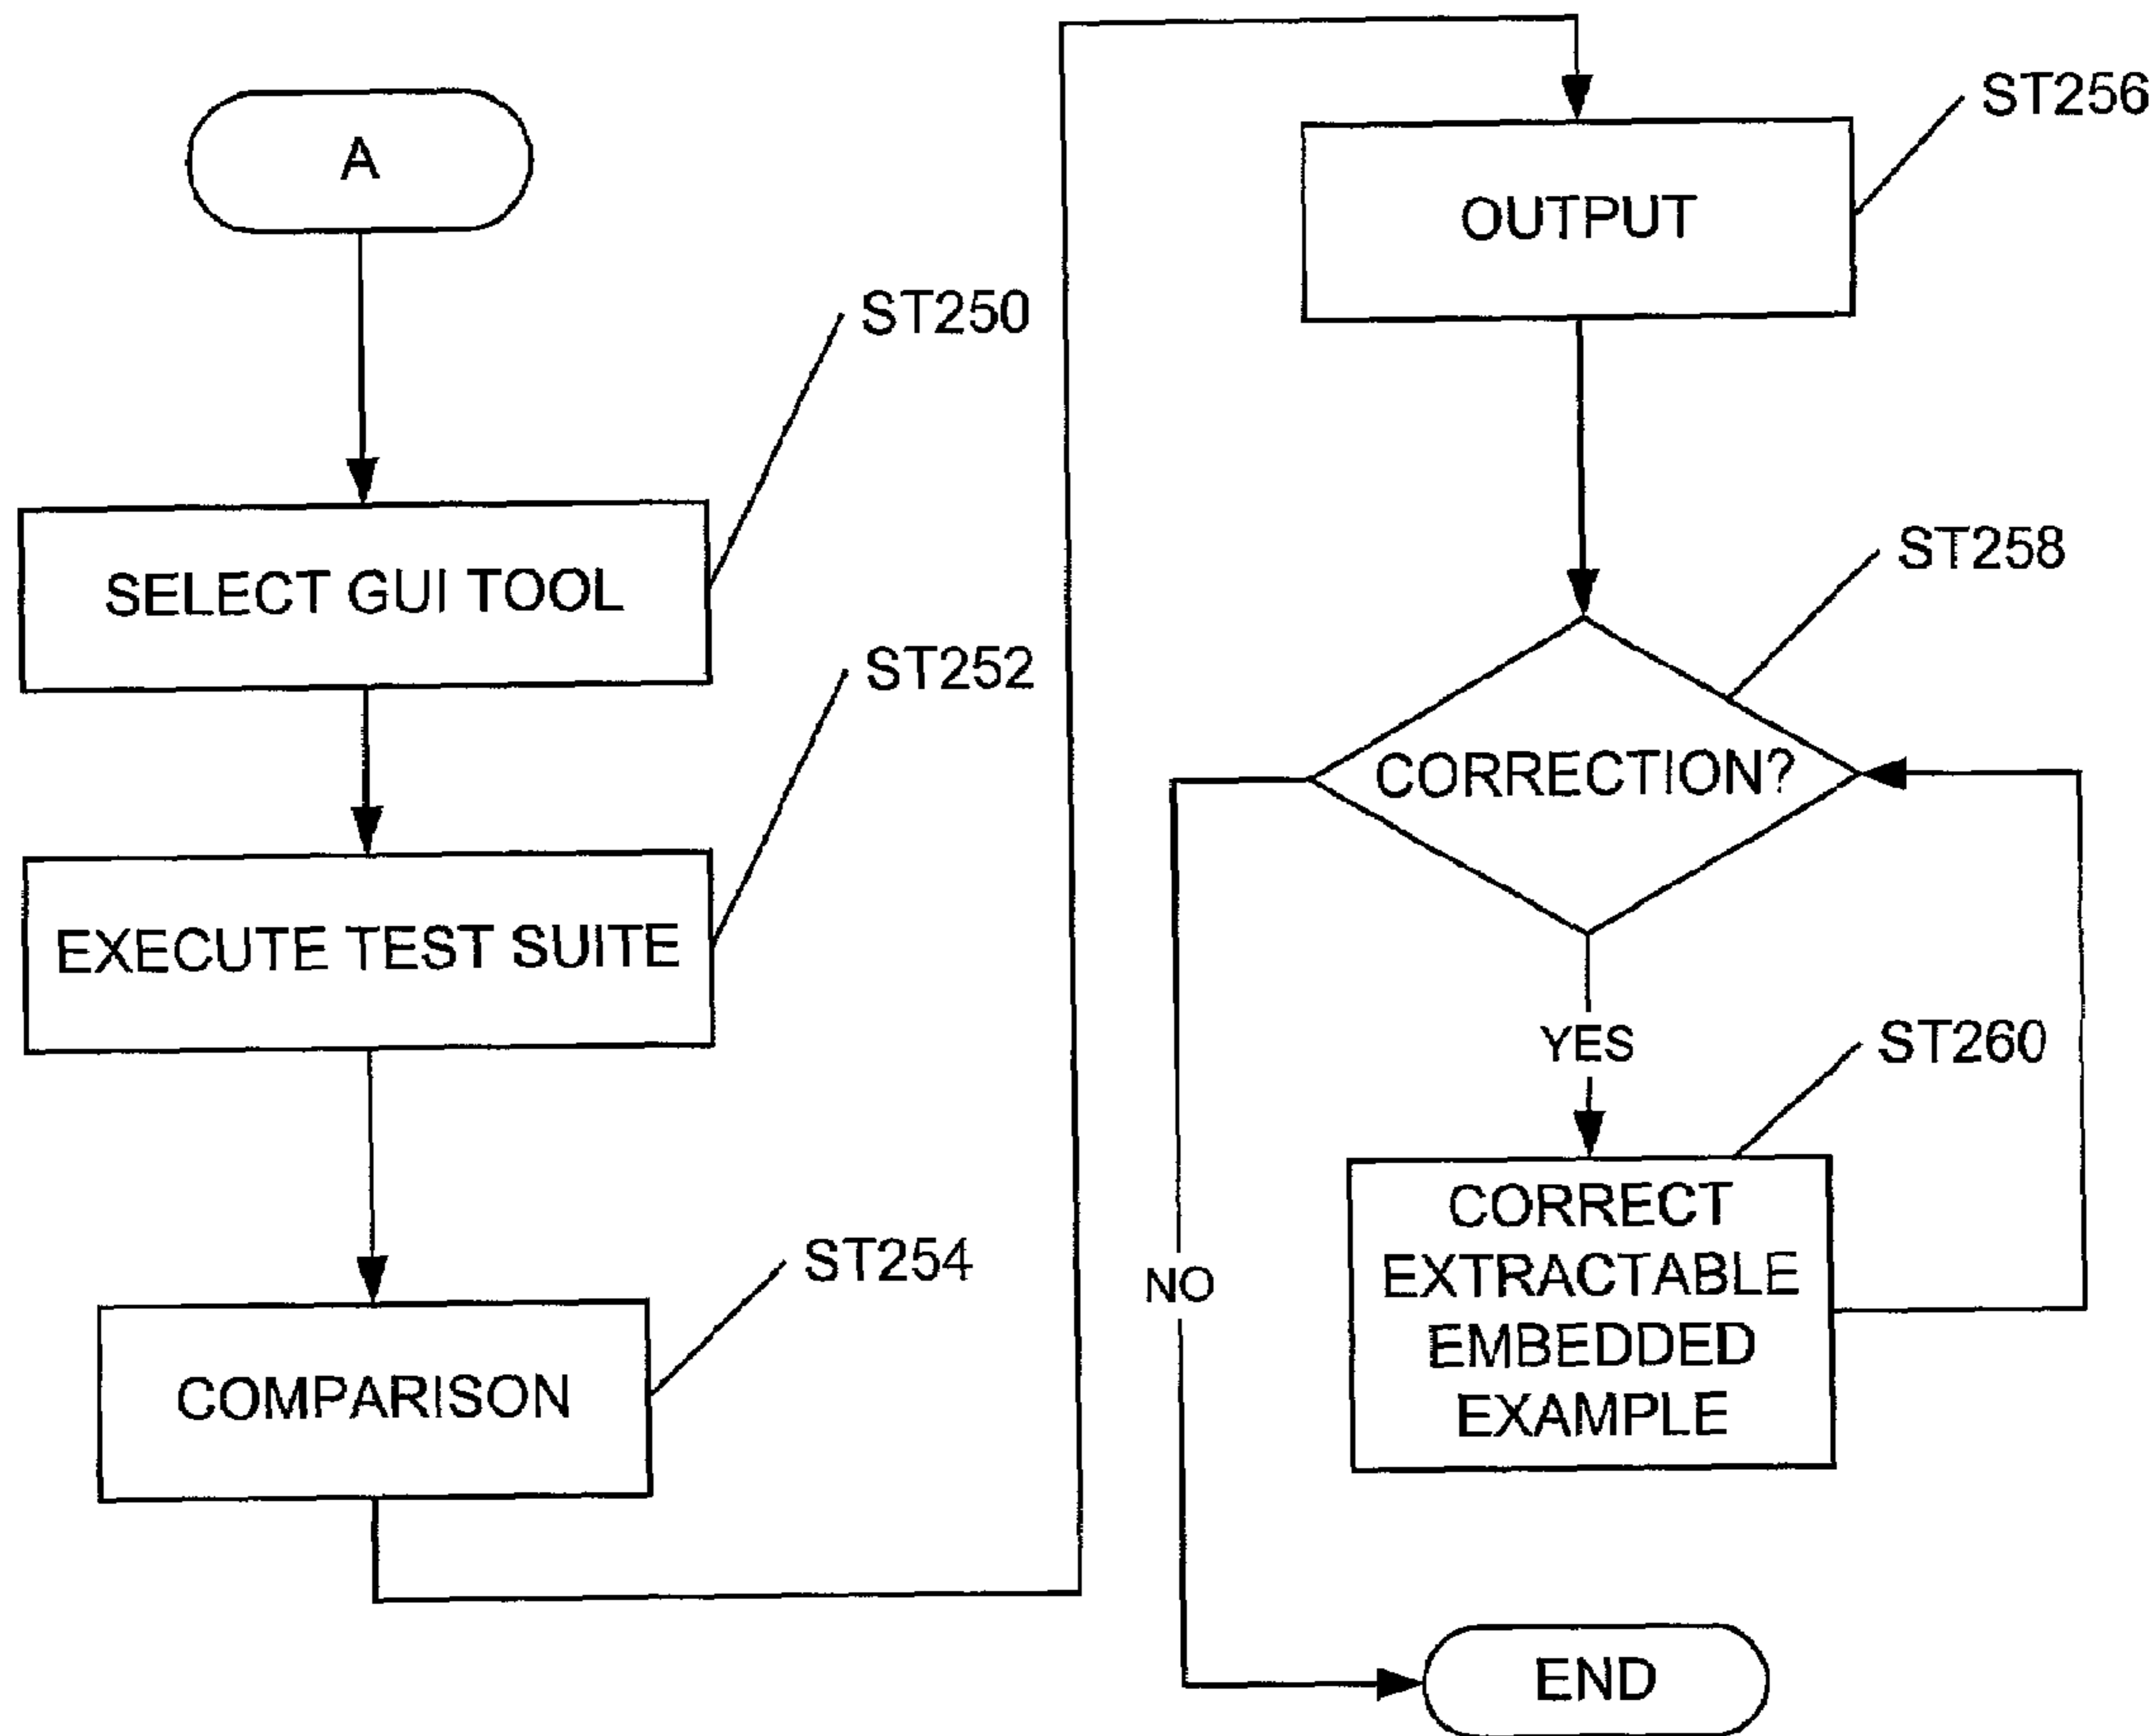 A
ST250
SELECT GUI TOOL
ST252
EXECUTE TEST SUITE
ST254
COMPARISON
ST256
OUTPUT
ST258
CORRECTION?
YES
ST260
CORRECT
EXTRACTABLE
EMBEDDED
EXAMPLE
NO
END